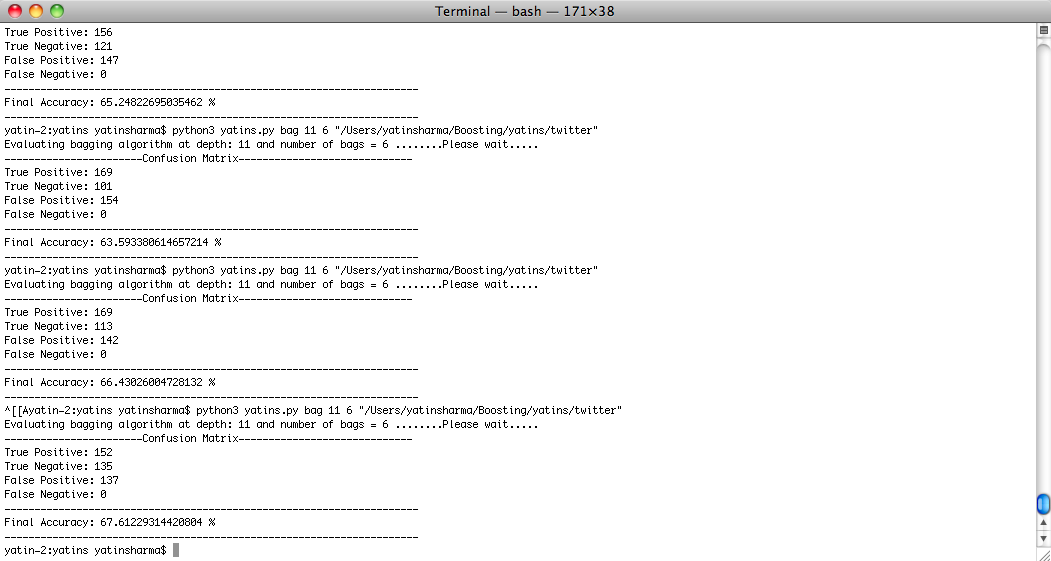 Terminal — bash — 171×38
True Positive: 156
True Negative: 121
False Positive: 147
False Negative: 0
---------------------------------------------------------------------
Final Accuracy: 65.24822695035462 %
---------------------------------------------------------------------
yatin-2:yatins yatinsharma$ python3 yatins.py bag 11 6 "/Users/yatinsharma/Boosting/yatins/twitter"
Evaluating bagging algorithm at depth: 11 and number of bags = 6 ........Please wait.....
-----------------------Confusion Matrix-----------------------------
True Positive: 169
True Negative: 101
False Positive: 154
False Negative: 0
---------------------------------------------------------------------
Final Accuracy: 63.593380614657214 %
---------------------------------------------------------------------
yatin-2:yatins yatinsharma$ python3 yatins.py bag 11 6 "/Users/yatinsharma/Boosting/yatins/twitter"
Evaluating bagging algorithm at depth: 11 and number of bags = 6 ........Please wait.....
-----------------------Confusion Matrix-----------------------------
True Positive: 169
True Negative: 113
False Positive: 142
False Negative: 0
---------------------------------------------------------------------
Final Accuracy: 66.43026004728132 %
---------------------------------------------------------------------
^[[Ayatin-2:yatins yatinsharma$ python3 yatins.py bag 11 6 "/Users/yatinsharma/Boosting/yatins/twitter"
Evaluating bagging algorithm at depth: 11 and number of bags = 6 ........Please wait.....
-----------------------Confusion Matrix-----------------------------
True Positive: 152
True Negative: 135
False Positive: 137
False Negative: 0
---------------------------------------------------------------------
Final Accuracy: 67.61229314420804 %
---------------------------------------------------------------------
yatin-2:yatins yatinsharma$